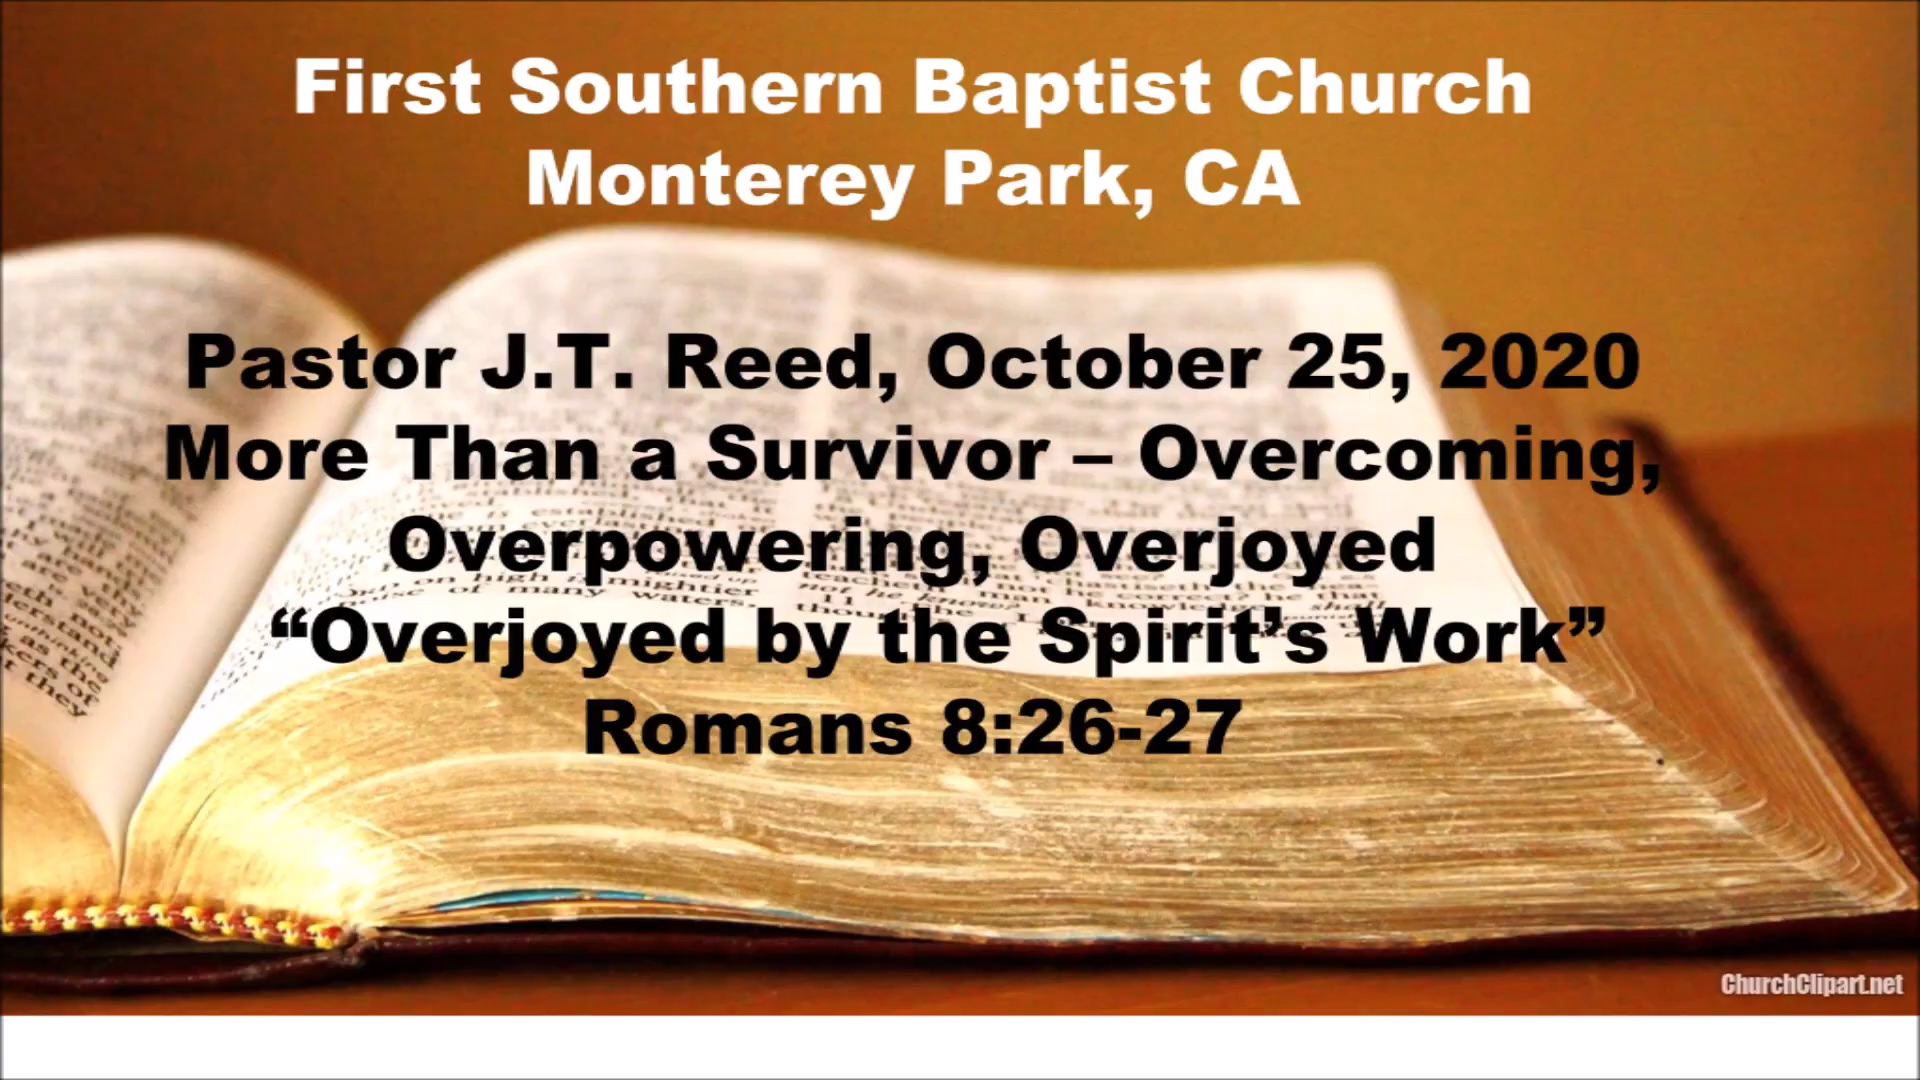 First Southern Baptist Church
Monterey Park, CA
Pastor J.T. Reed, October 25, 2020
More Than a Survivor – Overcoming,
Overpowering, Overjoyed
“Overjoyed by the Spirit’s Work”
Romans 8:26-27
ChurchClipart.net